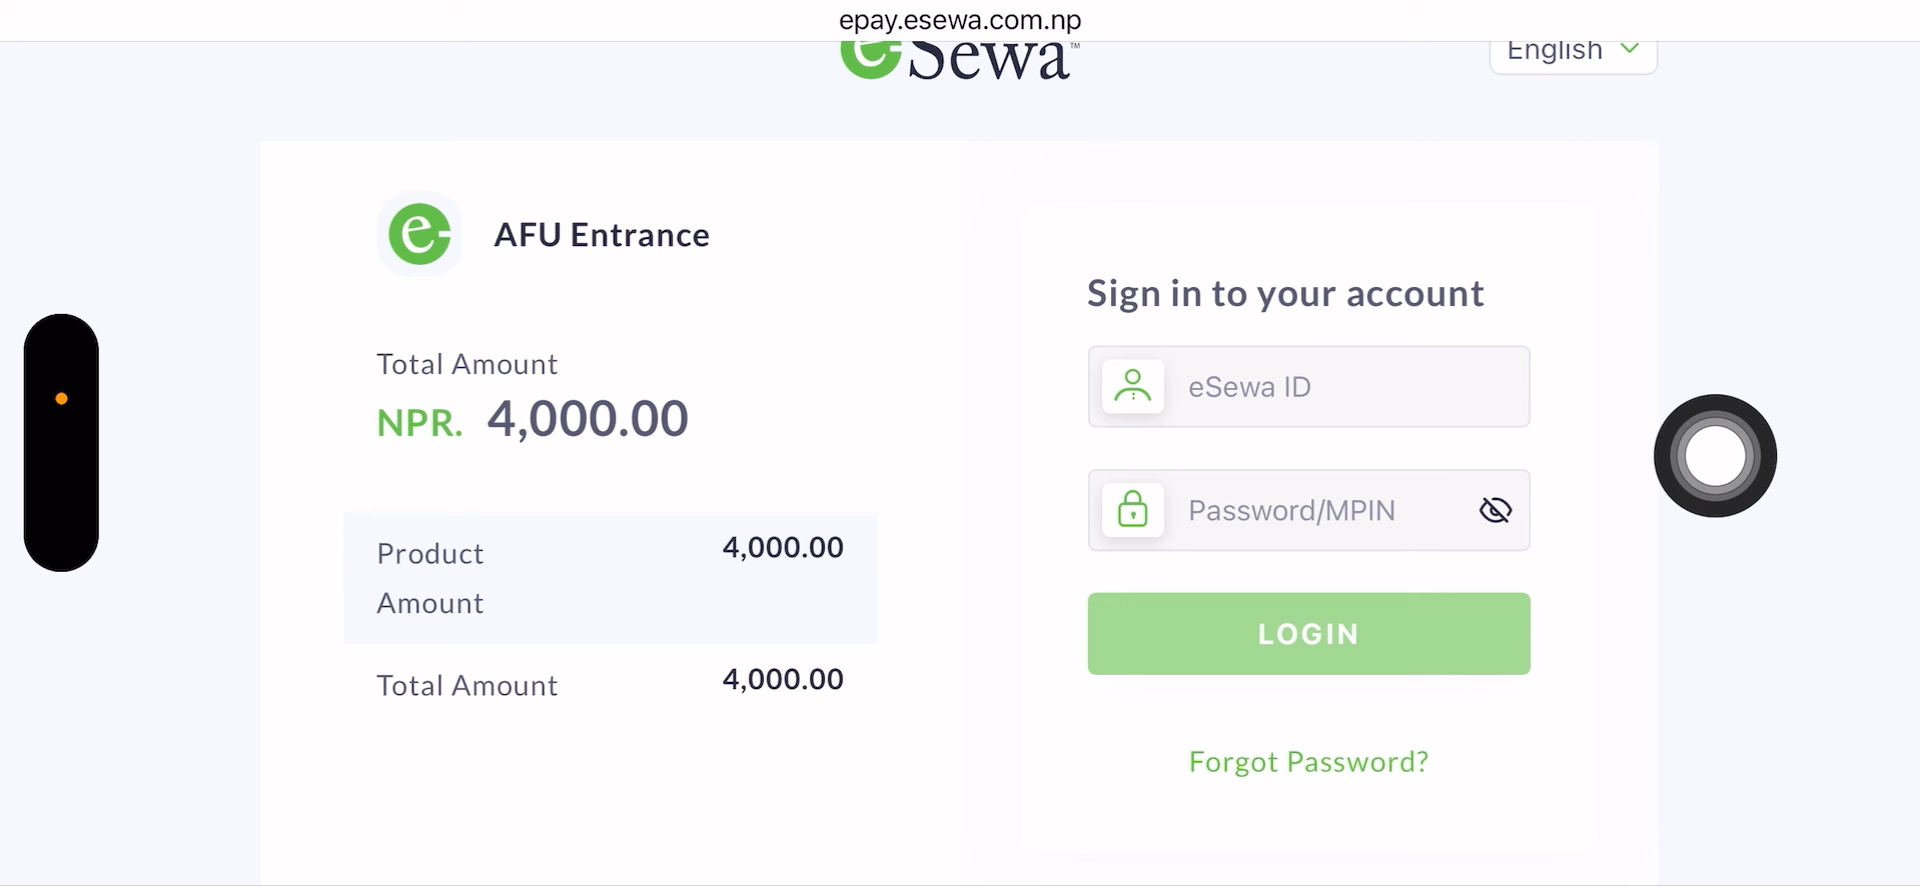 epay.esewa.com.np
eSewa™
English
AFU Entrance
Total Amount
NPR. 4,000.00
Product Amount 4,000.00
Total Amount 4,000.00
Sign in to your account
eSewa ID
Password/MPIN
LOGIN
Forgot Password?